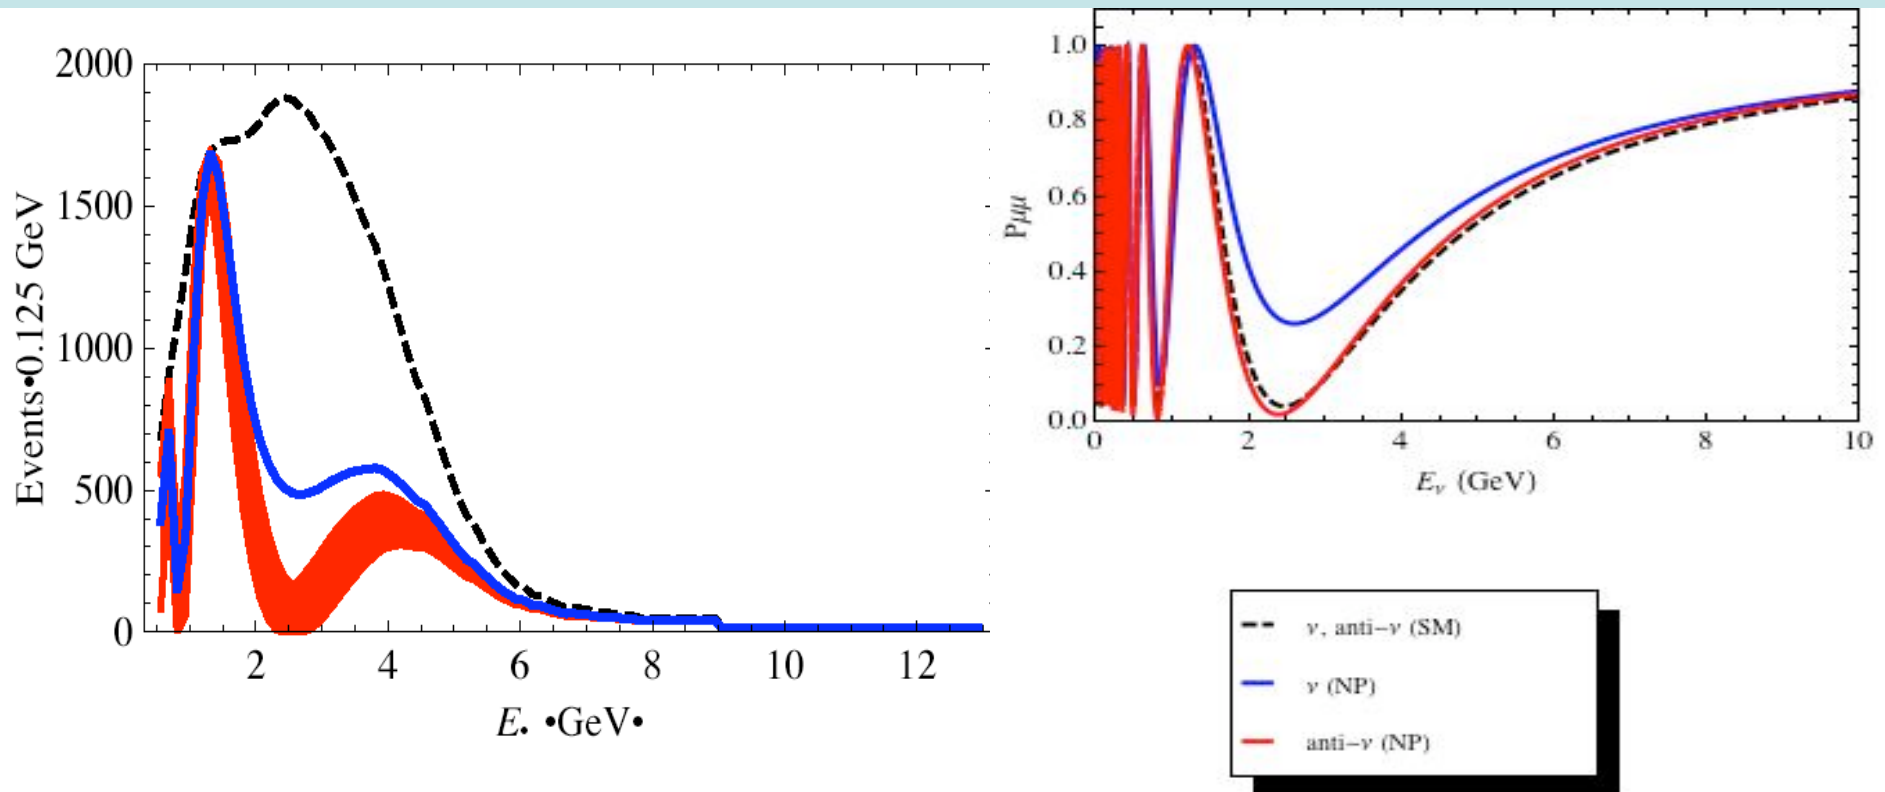 2000
1500
1000
500
0
Events•0.125 GeV
2 4 6 8 10 12
E• •GeV•
1.0
0.8
0.6
0.4
0.2
0.0
Pμμ
0 2 4 6 8 10
Eν (GeV)
ν, anti−ν (SM)
ν (NP)
anti−ν (NP)